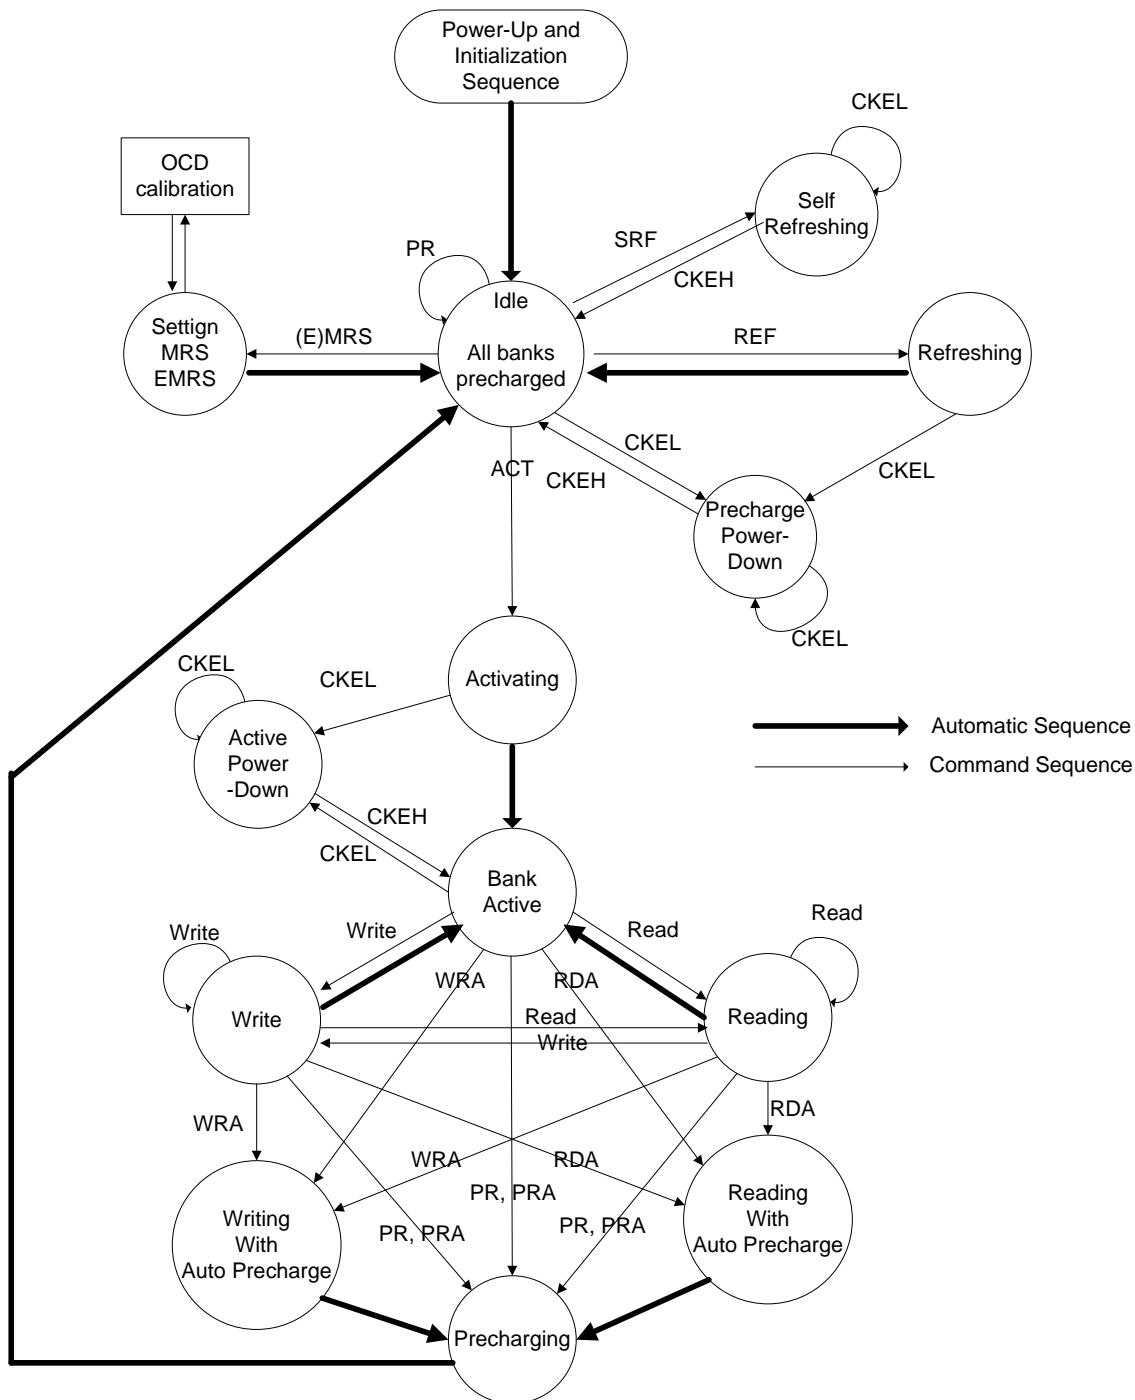 Power-Up and
Initialization
Sequence
CKEL
OCD
calibration
Self
Refreshing
SRF
PR
CKEH
Idle
Settign
MRS
EMRS
(E)MRS
All banks
precharged
REF
Refreshing
CKEL
ACT
CKEH
CKEL
Precharge
Power-
Down
CKEL
CKEL
CKEL
Activating
Active
Power
-Down
Automatic Sequence
Command Sequence
CKEH
CKEL
Bank
Active
Write
Write
Read
Read
WRA
RDA
Write
Read
Write
Reading
WRA
RDA
WRA
RDA
PR, PRA
Reading
With
Auto Precharge
Writing
With
Auto Precharge
PR, PRA
PR, PRA
Precharging